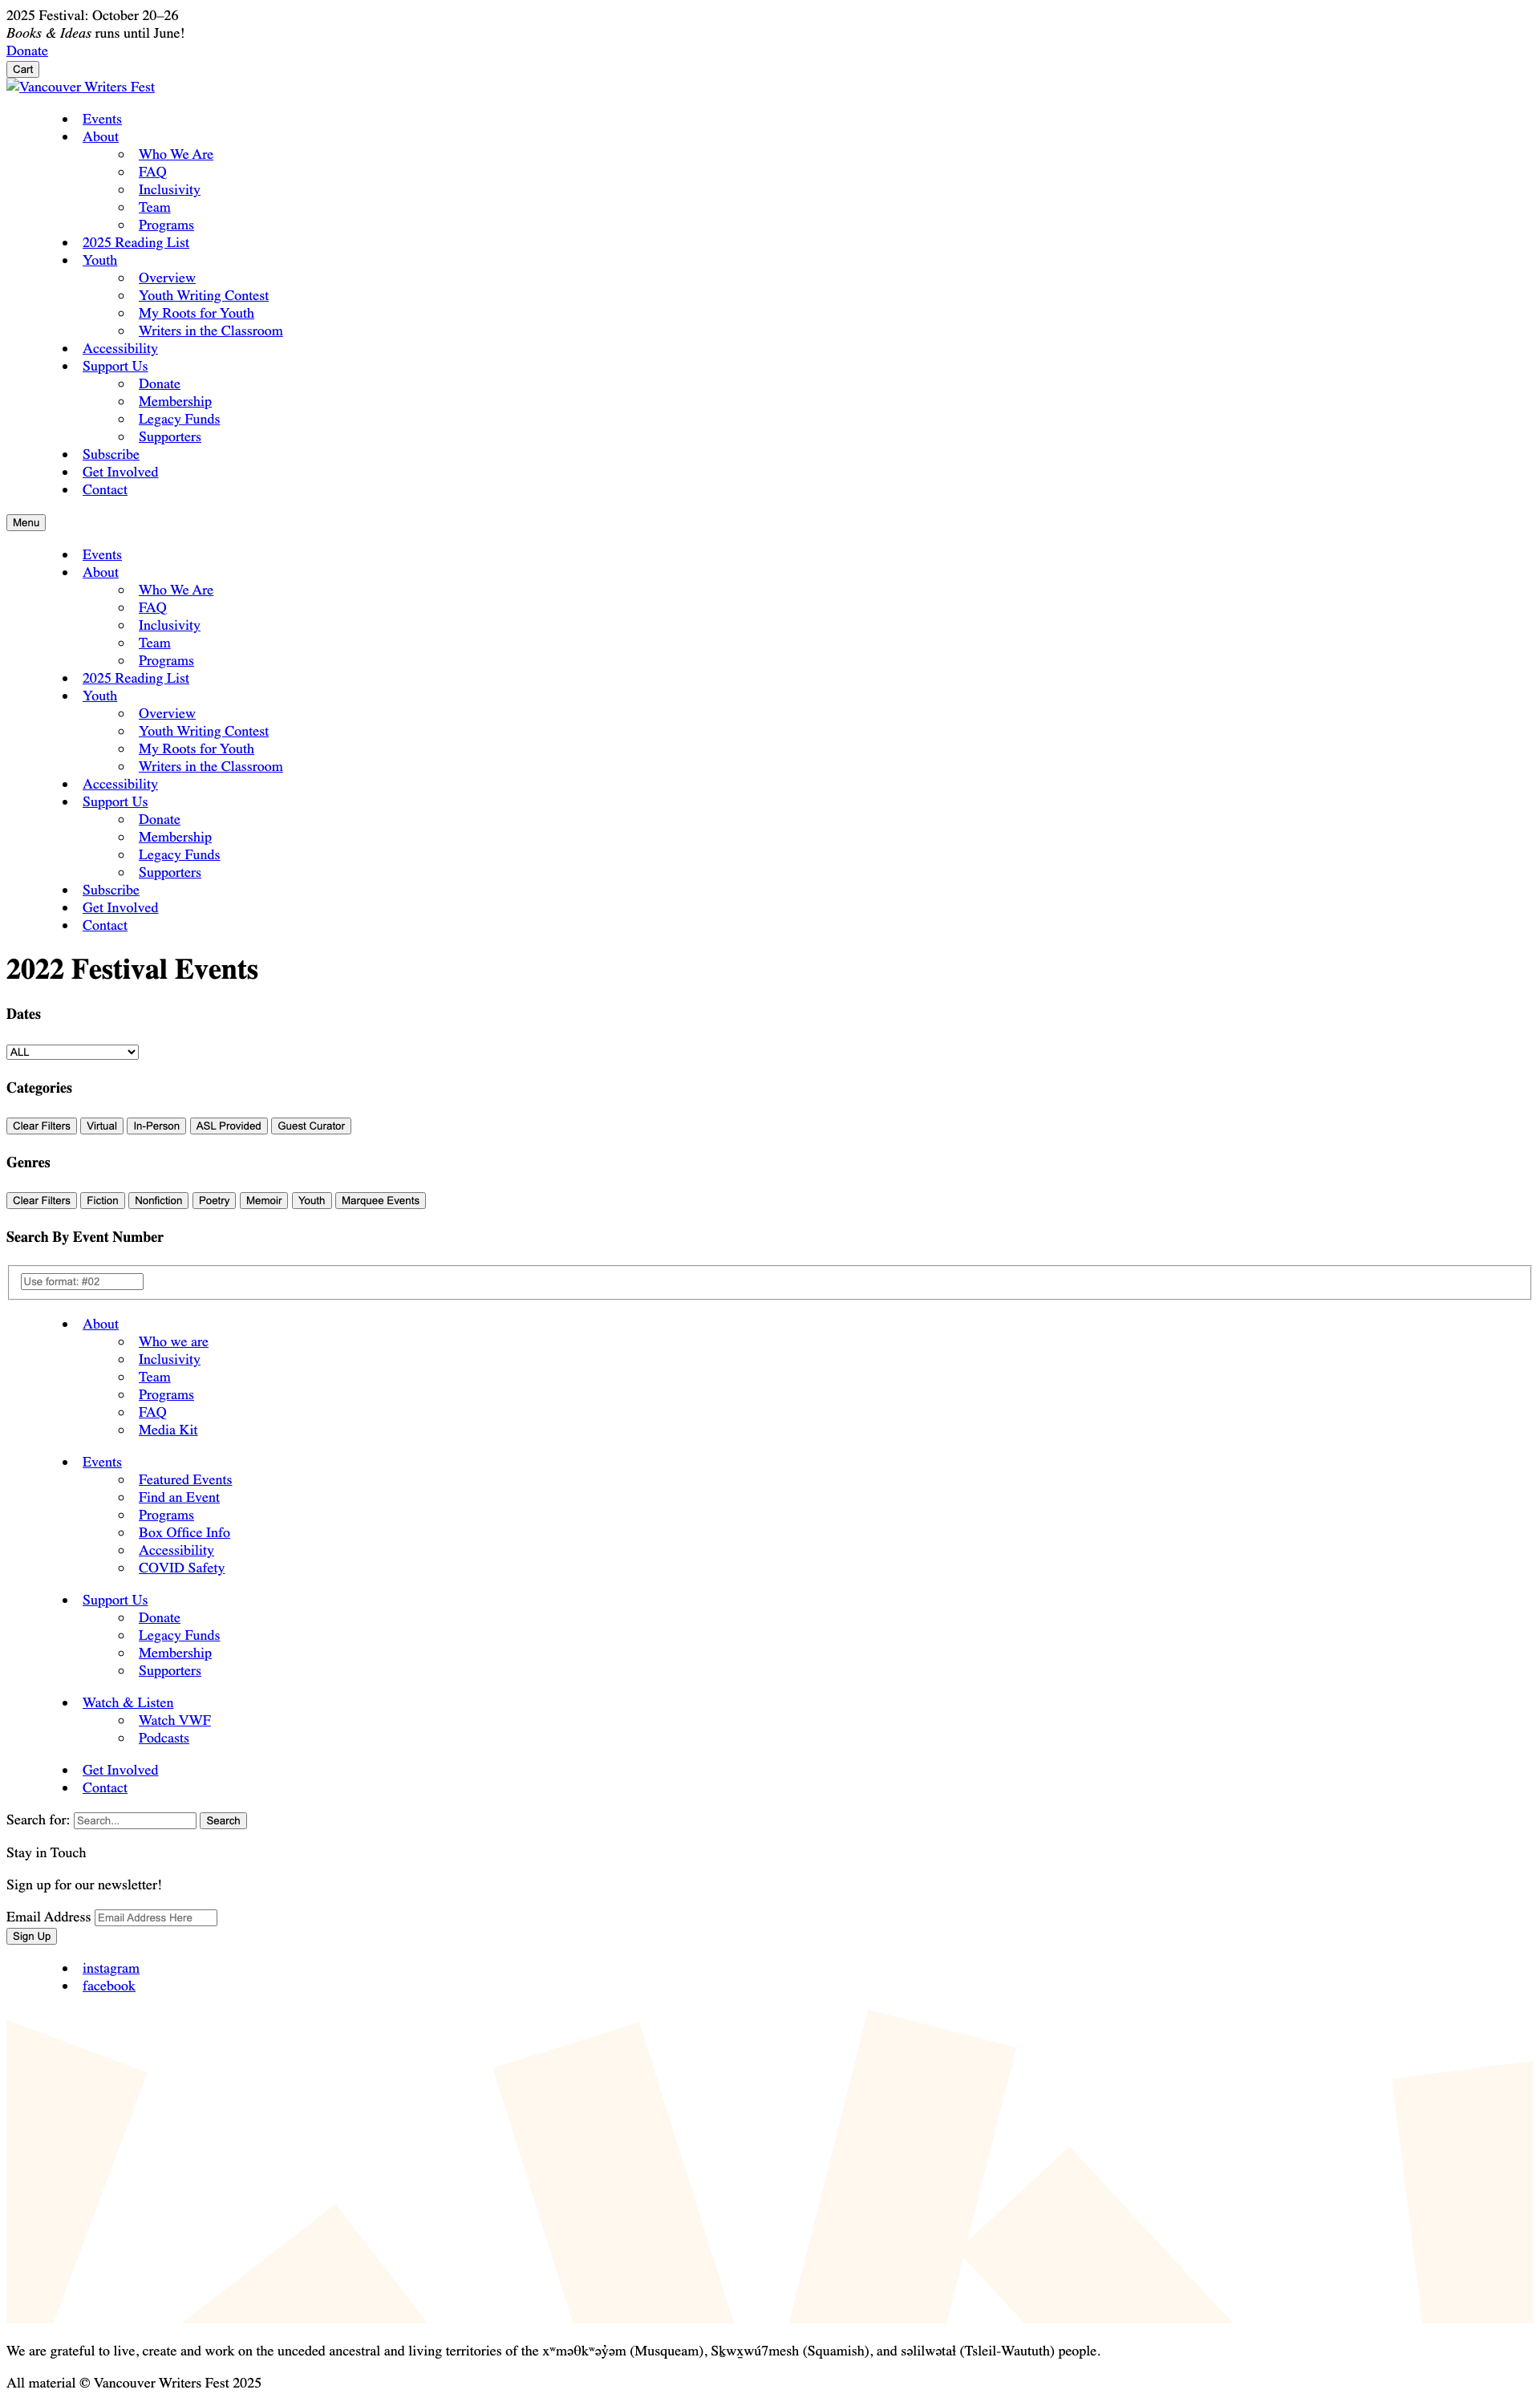 2025 Festival: October 20–26
Books & Ideas runs until June!
Donate
Cart
Vancouver Writers Fest
Events
About
Who We Are
FAQ
Inclusivity
Team
Programs
2025 Reading List
Youth
Overview
Youth Writing Contest
My Roots for Youth
Writers in the Classroom
Accessibility
Support Us
Donate
Membership
Legacy Funds
Supporters
Subscribe
Get Involved
Contact
Menu
Events
About
Who We Are
FAQ
Inclusivity
Team
Programs
2025 Reading List
Youth
Overview
Youth Writing Contest
My Roots for Youth
Writers in the Classroom
Accessibility
Support Us
Donate
Membership
Legacy Funds
Supporters
Subscribe
Get Involved
Contact
2022 Festival Events
Dates
ALL
Categories
Clear Filters Virtual In-Person ASL Provided Guest Curator
Genres
Clear Filters Fiction Nonfiction Poetry Memoir Youth Marquee Events
Search By Event Number
Use format: #02
About
Who we are
Inclusivity
Team
Programs
FAQ
Media Kit
Events
Featured Events
Find an Event
Programs
Box Office Info
Accessibility
COVID Safety
Support Us
Donate
Legacy Funds
Membership
Supporters
Watch & Listen
Watch VWF
Podcasts
Get Involved
Contact
Search for: Search... Search
Stay in Touch
Sign up for our newsletter!
Email Address Email Address Here
Sign Up
instagram
facebook
We are grateful to live, create and work on the unceded ancestral and living territories of the xʷməθkʷəy̓əm (Musqueam), Sḵwx̱wú7mesh (Squamish), and səlilwətaɬ (Tsleil-Waututh) people.
All material © Vancouver Writers Fest 2025